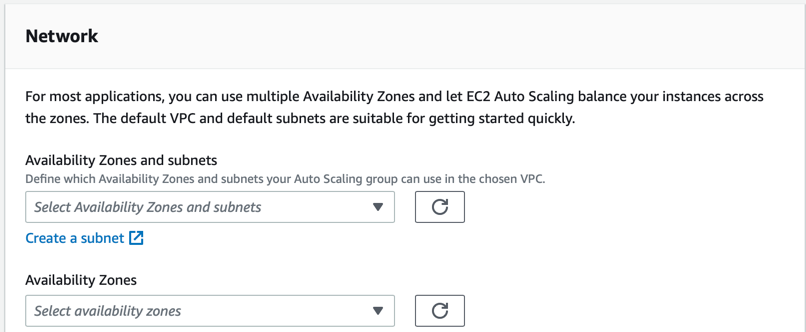 Network
For most applications, you can use multiple Availability Zones and let EC2 Auto Scaling balance your instances across
the zones. The default VPC and default subnets are suitable for getting started quickly.
Availability Zones and subnets
Define which Availability Zones and subnets your Auto Scaling group can use in the chosen VPC.
Select Availability Zones and subnets
Create a subnet
Availability Zones
Select availability zones